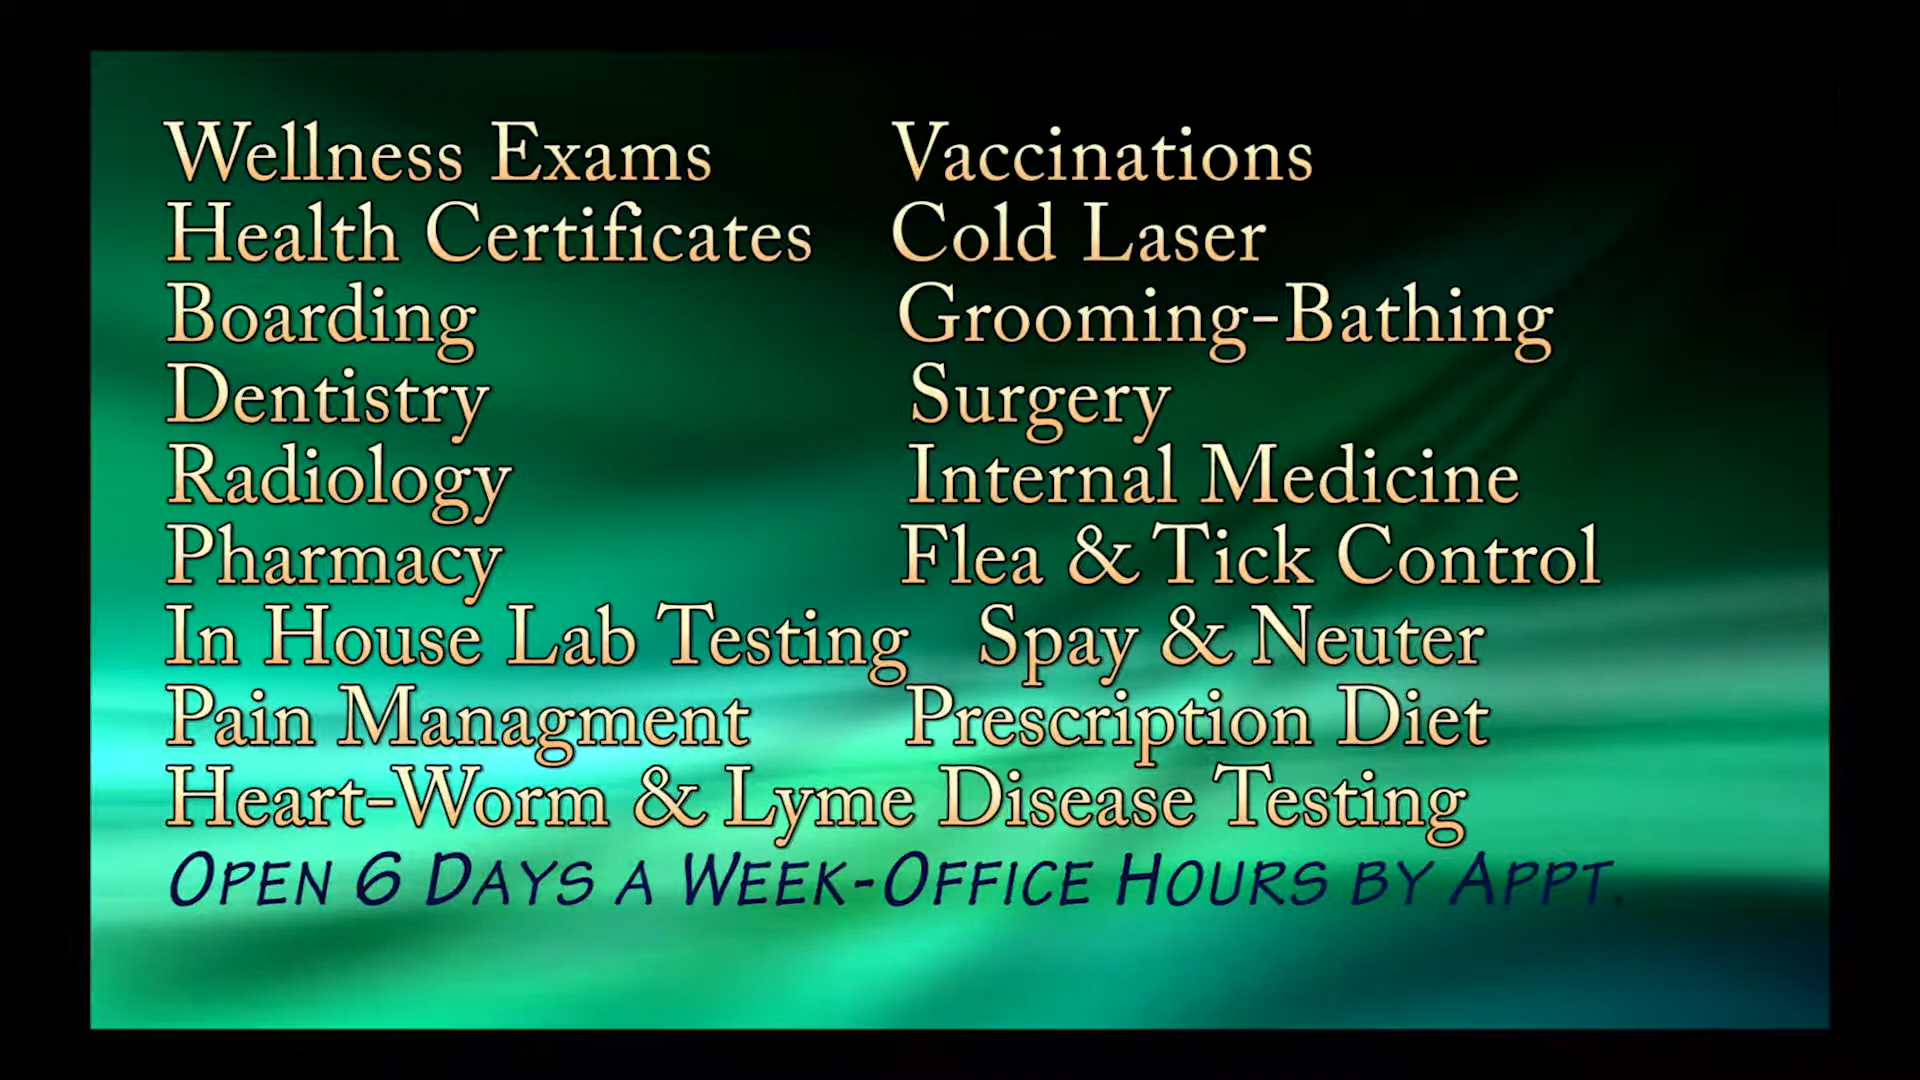 Wellness Exams Vaccinations
Health Certificates Cold Laser
Boarding Grooming-Bathing
Dentistry Surgery
Radiology Internal Medicine
Pharmacy Flea & Tick Control
In House Lab Testing Spay & Neuter
Pain Managment Prescription Diet
Heart-Worm & Lyme Disease Testing
OPEN 6 DAYS A WEEK-OFFICE HOURS BY APPT.